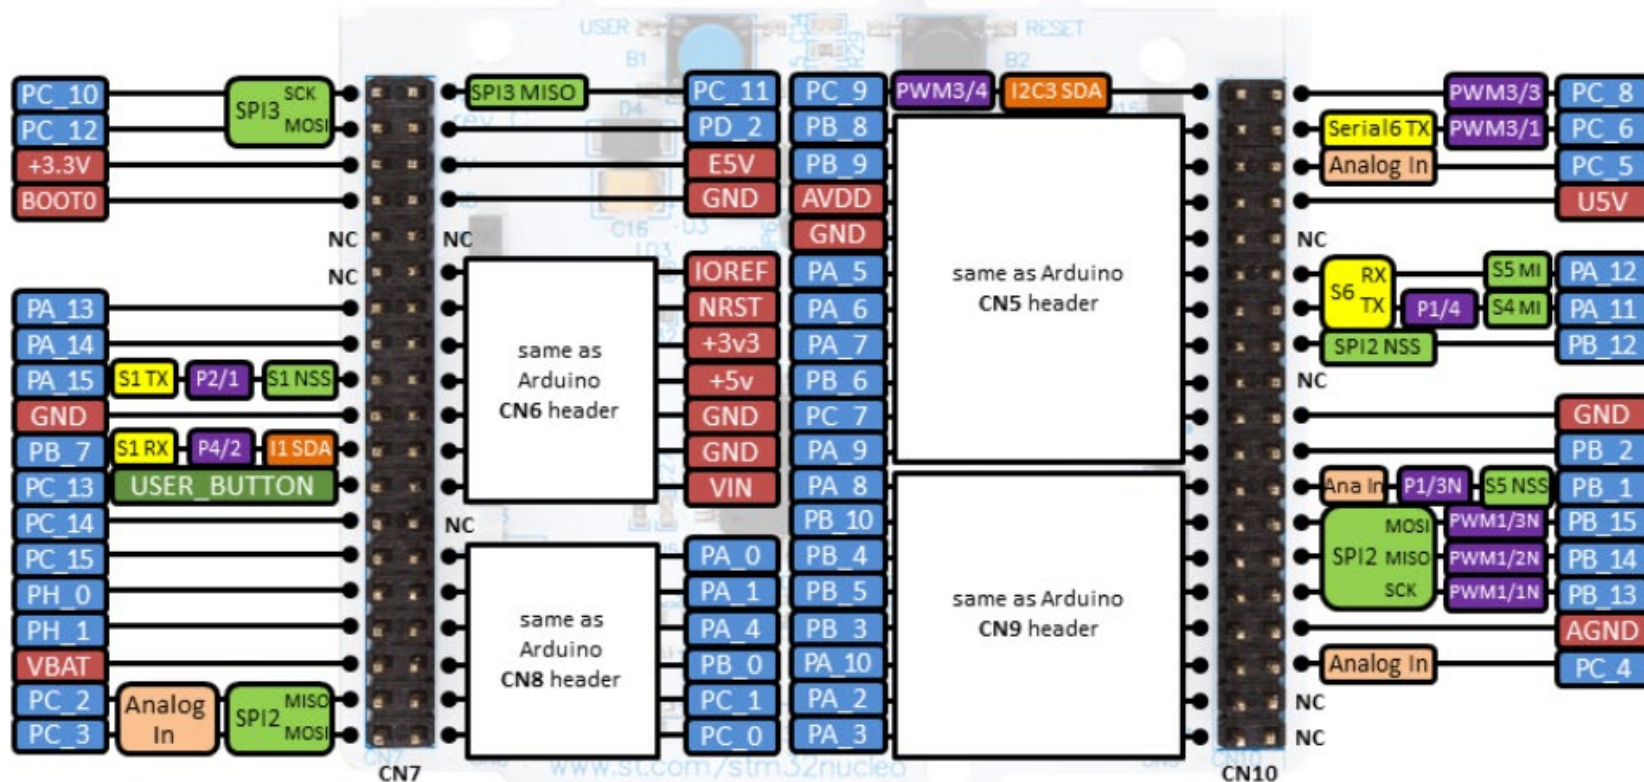 USER B1 RESET B2
PC_10 SPI3 SCK SPI3 MISO PC_11 PC_9 PWM3/4 I2C3 SDA PWM3/3 PC_8
PC_12 MOSI PD_2 PB_8 Serial6 TX PWM3/1 PC_6
+3.3V E5V PB_9 Analog In PC_5
BOOT0 GND AVDD U5V
NC NC GND NC
NC IOREF PA_5 S6 RX S5 MI PA_12
PA_13 NRST PA_6 TX P1/4 S4 MI PA_11
PA_14 +3v3 PA_7 SPI2 NSS PB_12
PA_15 S1 TX P2/1 S1 NSS +5v PB_6 NC
GND GND PC_7 GND
PB_7 S1 RX P4/2 I1 SDA GND PA_9 PB_2
PC_13 USER_BUTTON VIN PA_8 Ana In P1/3N S5 NSS PB_1
PC_14 NC PB_10 SPI2 MOSI PWM1/3N PB_15
PC_15 PA_0 PB_4 MISO PWM1/2N PB_14
PH_0 PA_1 PB_5 SCK PWM1/1N PB_13
PH_1 PA_4 PB_3 AGND
VBAT PB_0 PA_10 Analog In PC_4
PC_2 Analog In SPI2 MISO PC_1 PA_2 NC
PC_3 MOSI PC_0 PA_3 NC
same as
Arduino
CN6 header
same as
Arduino
CN8 header
same as Arduino
CN5 header
same as Arduino
CN9 header
C16
U3
D4
R29
CN7 CN10
www.st.com/stm32nucleo
CN7 CN10